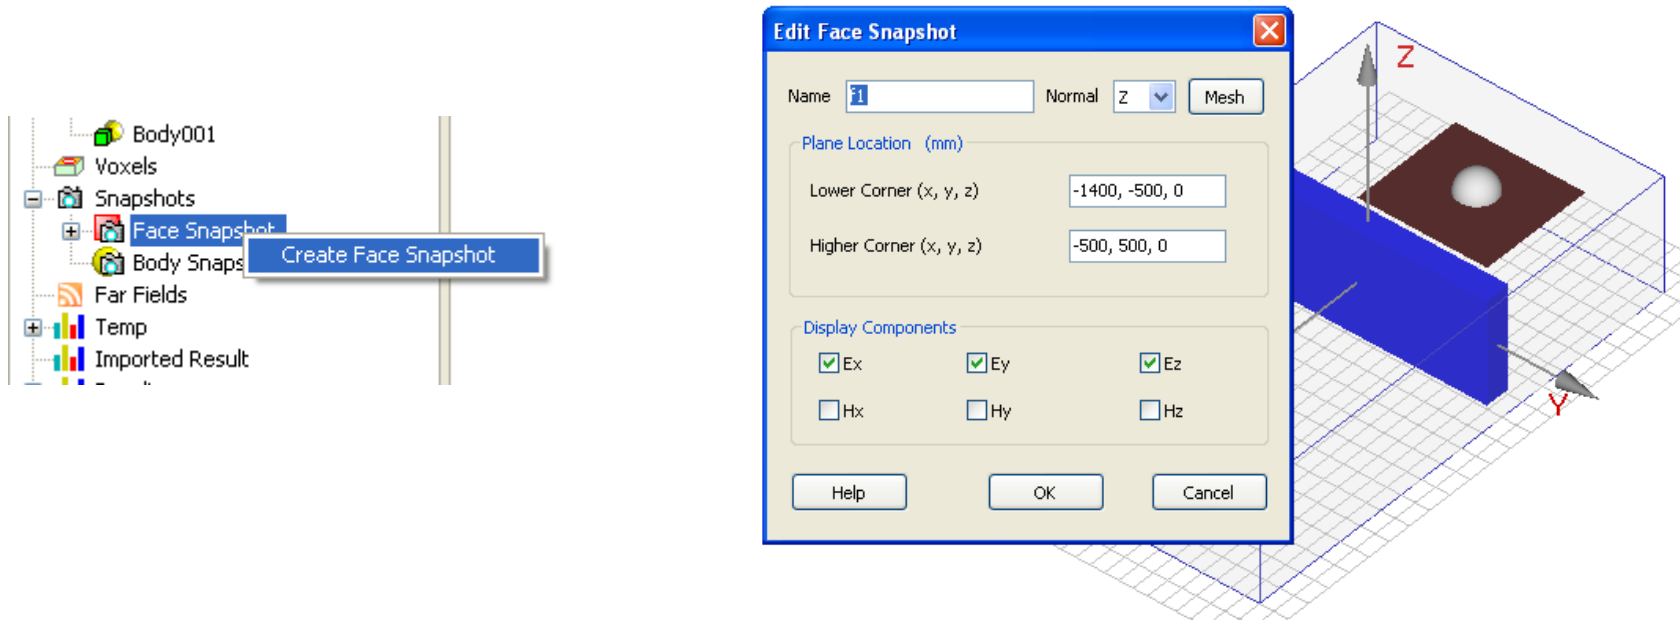 Body001
Voxels
Snapshots
Face Snapshot
Create Face Snapshot
Body Snaps
Far Fields
Temp
Imported Result
Edit Face Snapshot
Name f1 Normal Z Mesh
Plane Location (mm)
Lower Corner (x, y, z) -1400, -500, 0
Higher Corner (x, y, z) -500, 500, 0
Display Components
Ex Ey Ez
Hx Hy Hz
Help OK Cancel
Z
Y